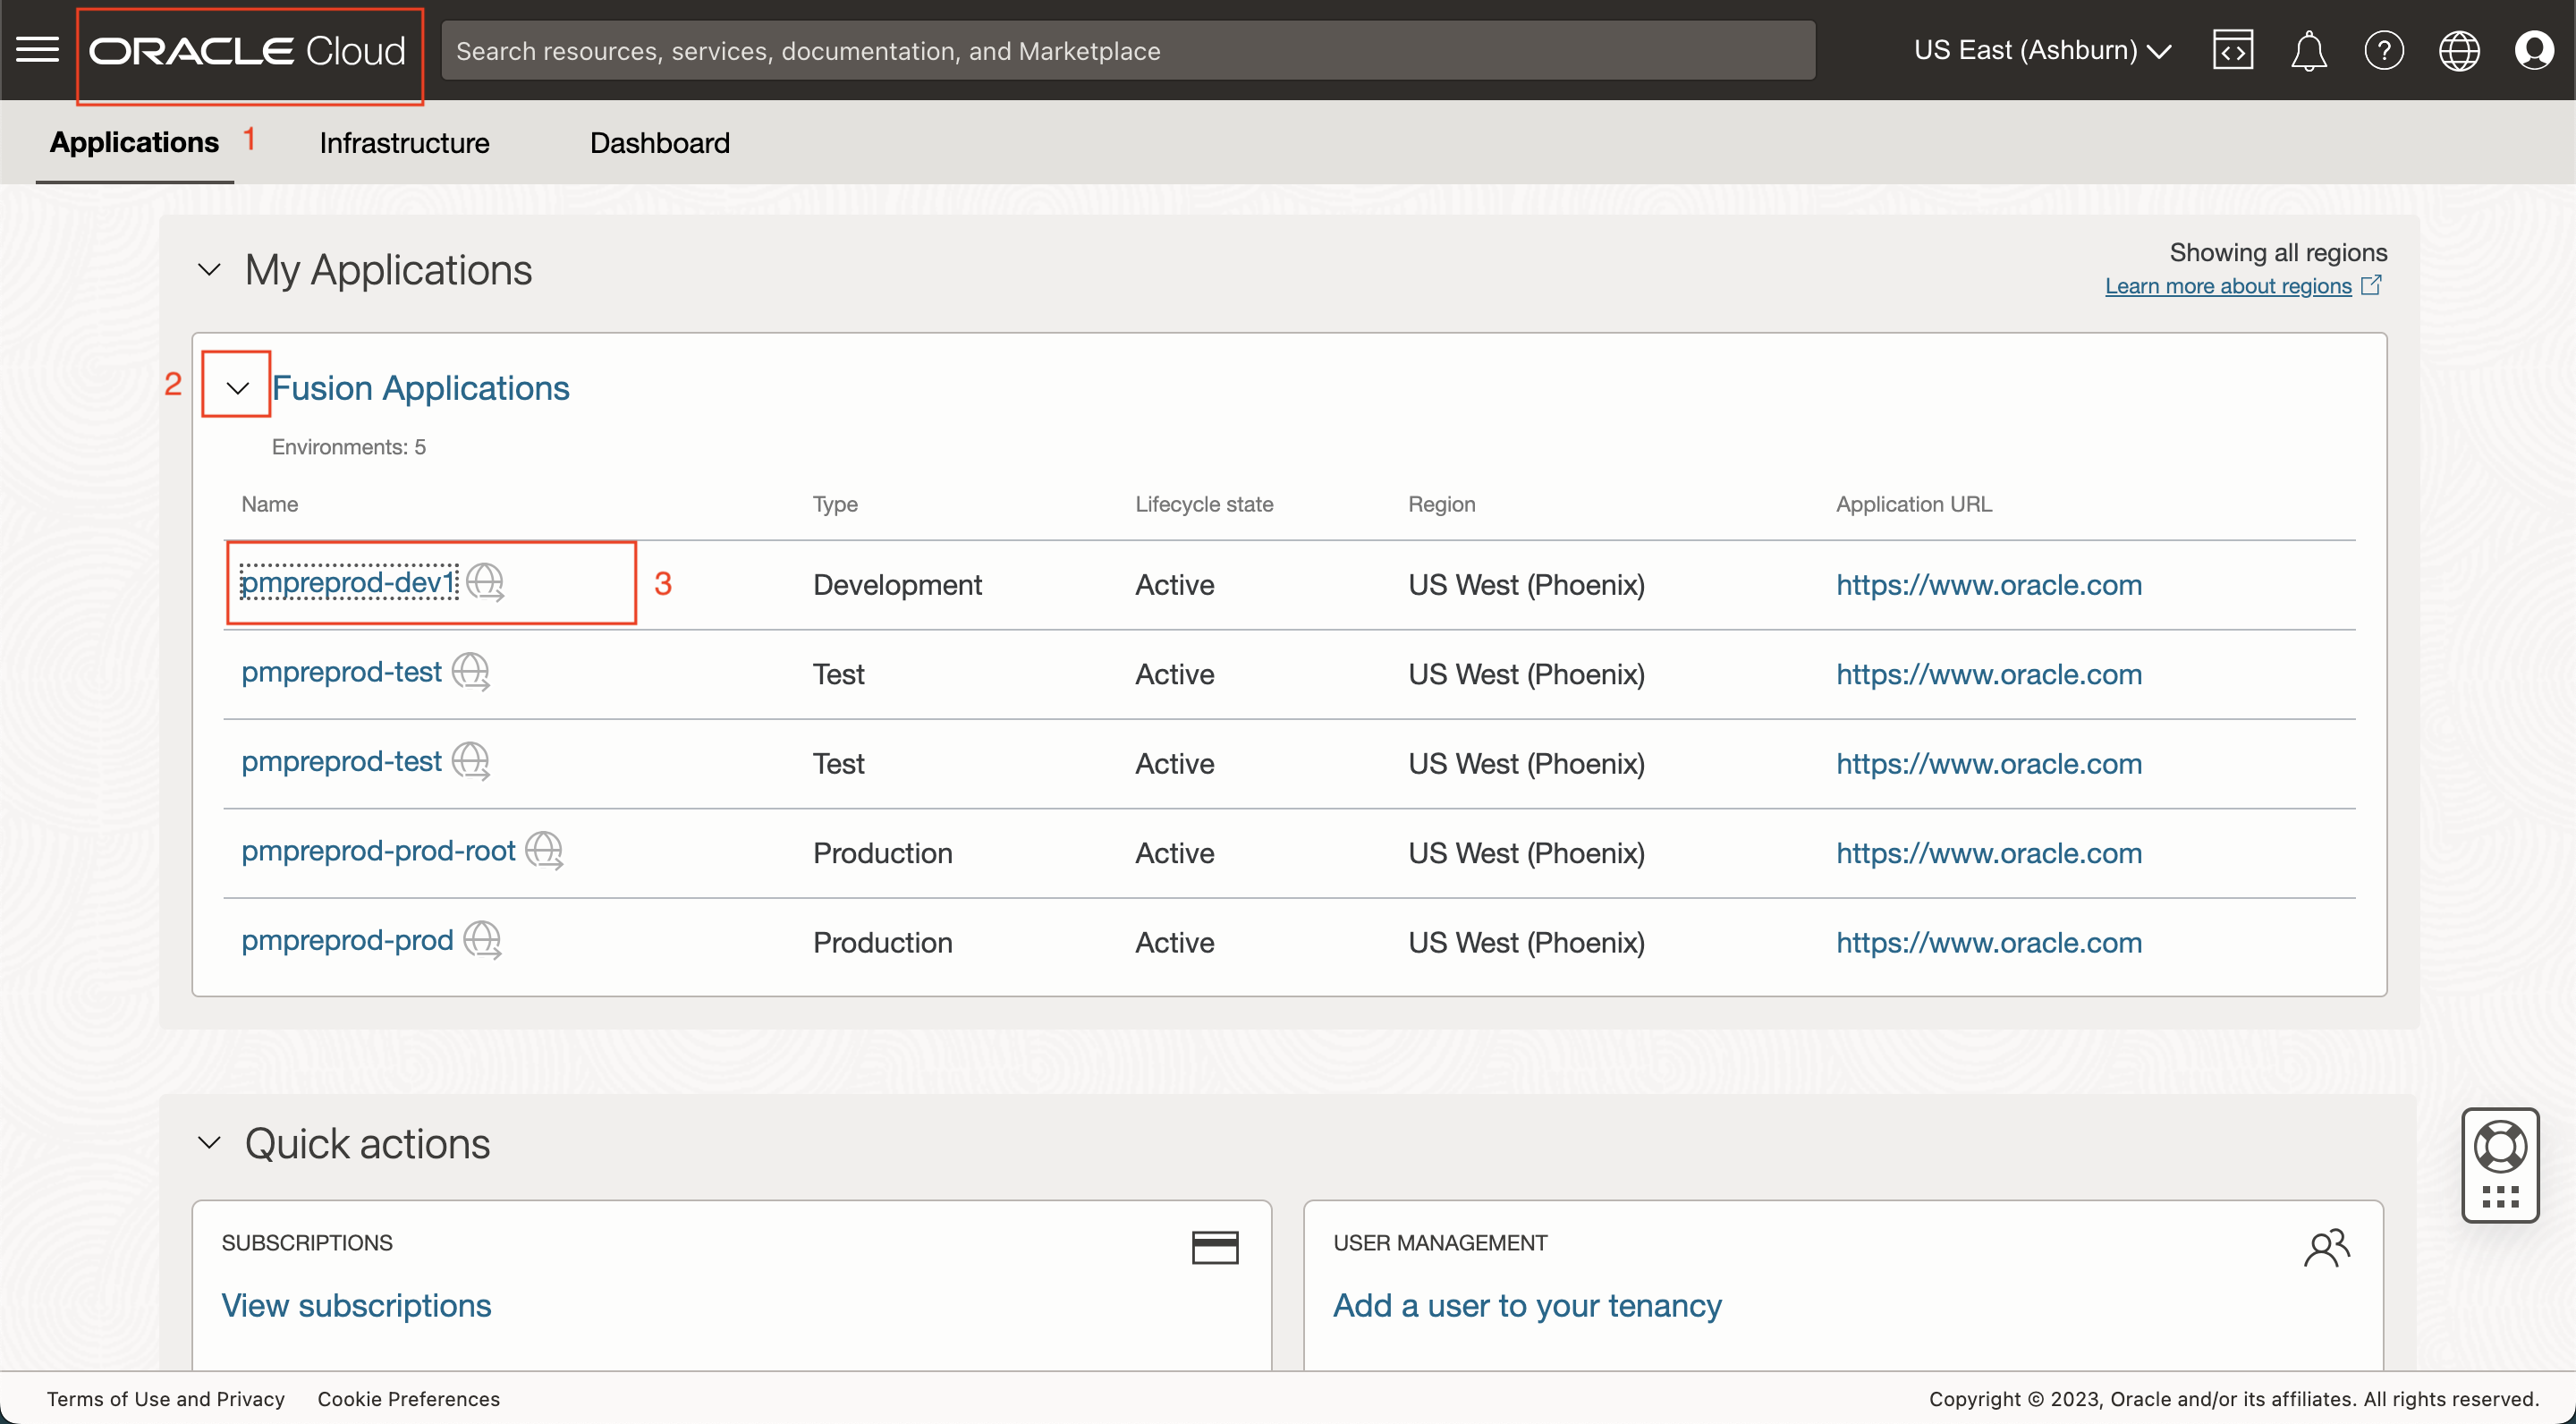 ORACLE Cloud
Search resources, services, documentation, and Marketplace
US East (Ashburn)
Applications 1 Infrastructure Dashboard
My Applications
Showing all regions
Learn more about regions
2 Fusion Applications
Environments: 5
Name Type Lifecycle state Region Application URL
pmpreprod-dev1 3 Development Active US West (Phoenix) https://www.oracle.com
pmpreprod-test Test Active US West (Phoenix) https://www.oracle.com
pmpreprod-test Test Active US West (Phoenix) https://www.oracle.com
pmpreprod-prod-root Production Active US West (Phoenix) https://www.oracle.com
pmpreprod-prod Production Active US West (Phoenix) https://www.oracle.com
Quick actions
SUBSCRIPTIONS
View subscriptions
USER MANAGEMENT
Add a user to your tenancy
Terms of Use and Privacy Cookie Preferences
Copyright © 2023, Oracle and/or its affiliates. All rights reserved.